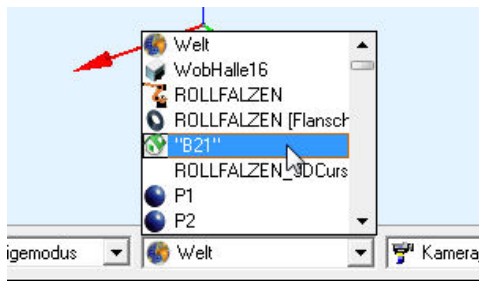 Welt
WobHalle16
ROLLFALZEN
ROLLFALZEN [Flansch
"B21"
ROLLFALZEN_3DCurs
P1
P2
igemodus
Welt
Kamera